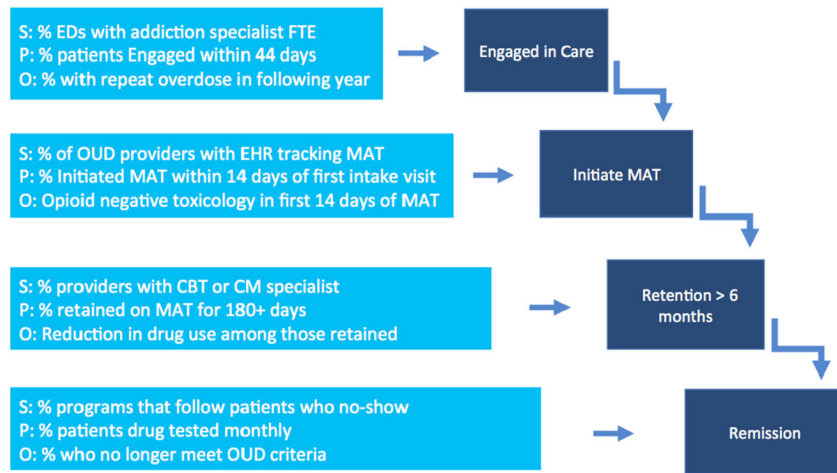 S: % EDs with addiction specialist FTE
P: % patients Engaged within 44 days
O: % with repeat overdose in following year
Engaged in Care
S: % of OUD providers with EHR tracking MAT
P: % Initiated MAT within 14 days of first intake visit
O: Opioid negative toxicology in first 14 days of MAT
Initiate MAT
S: % providers with CBT or CM specialist
P: % retained on MAT for 180+ days
O: Reduction in drug use among those retained
Retention > 6
months
S: % programs that follow patients who no-show
P: % patients drug tested monthly
O: % who no longer meet OUD criteria
Remission